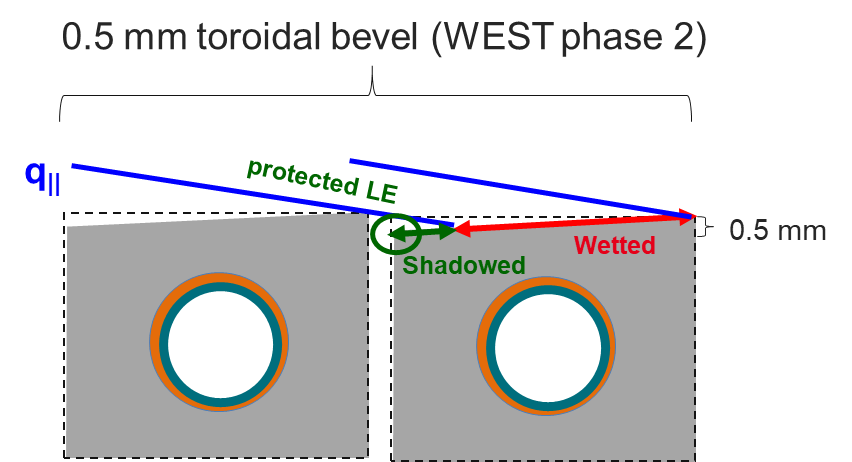 0.5 mm toroidal bevel (WEST phase 2)
q||
protected LE
Wetted
0.5 mm
Shadowed